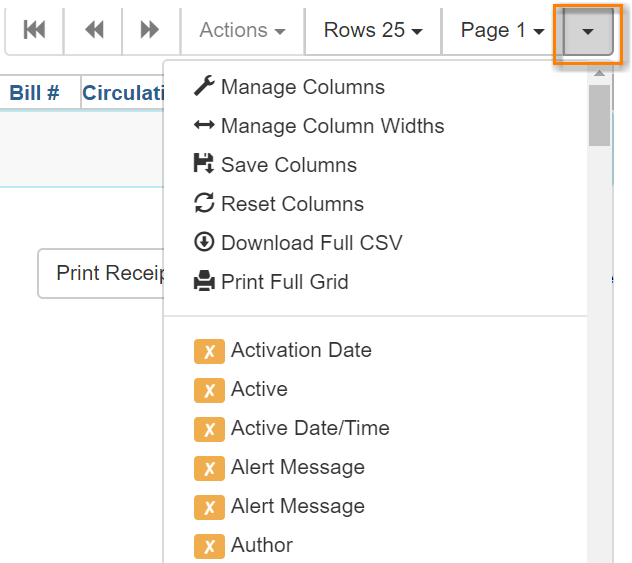 Actions Rows 25 Page 1
Bill # Circulati
Manage Columns
Manage Column Widths
Save Columns
Reset Columns
Download Full CSV
Print Receip
Print Full Grid
X Activation Date
X Active
X Active Date/Time
X Alert Message
X Alert Message
X Author